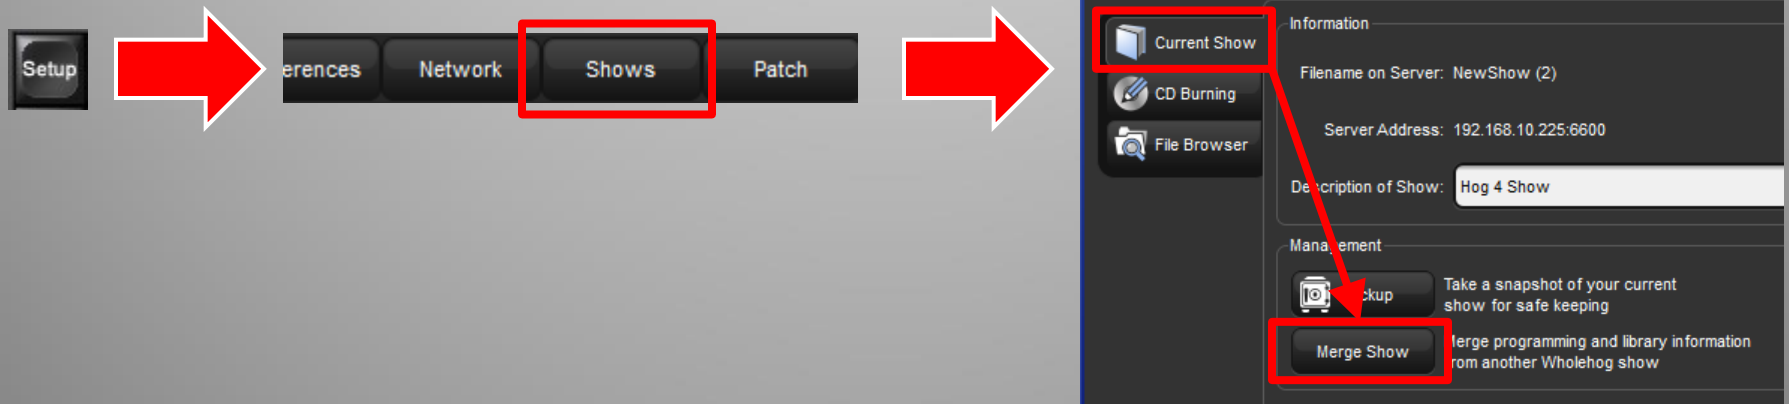 Setup
erences
Network
Shows
Patch
Current Show
CD Burning
File Browser
Information
Filename on Server: NewShow (2)
Server Address: 192.168.10.225:6600
Description of Show: Hog 4 Show
Management
ckup
Take a snapshot of your current
show for safe keeping
Merge Show
erge programming and library information
rom another Wholehog show